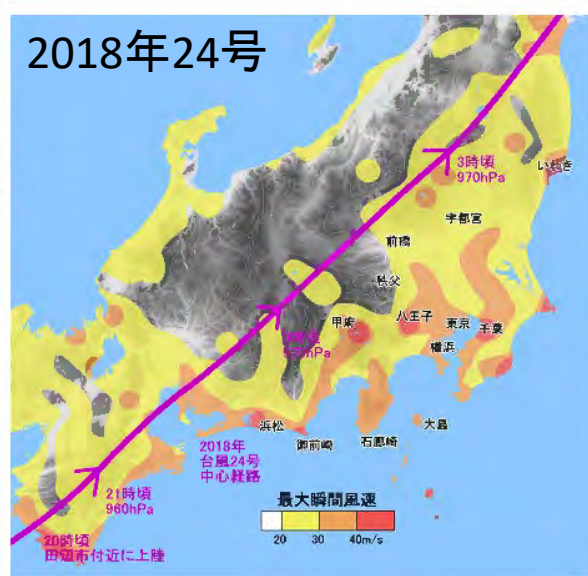 2018年24号
3時頃
970hPa
いわき
宇都宮
前橋
秩父
甲府
八王子
東京
千葉
横浜
大島
浜松
御前崎
石廊崎
2018年
台風24号
中心経路
21時頃
960hPa
20時頃
田辺市付近に上陸
最大瞬間風速
20 30 40m/s